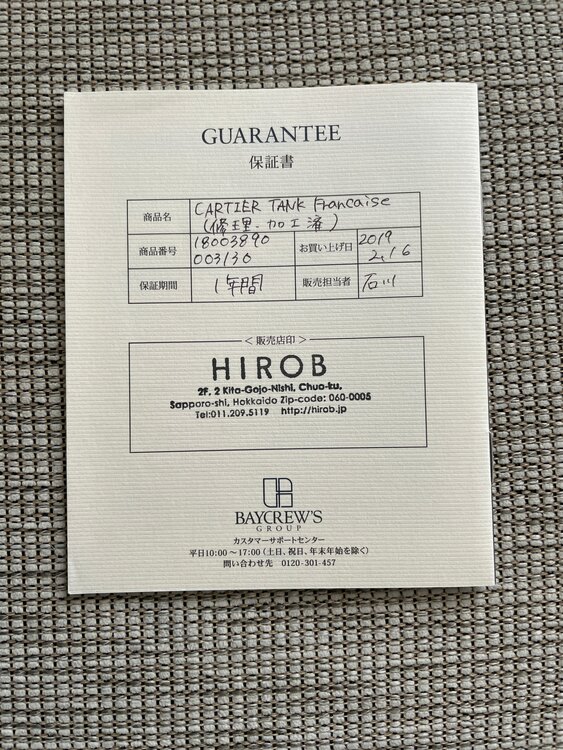 GUARANTEE
保証書
商品名 CARTIER TANK Francaise
(修理・加工済)
商品番号 18003890
003130
お買い上げ日 2019
2.16
保証期間 1年間 販売担当者 石川
<販売店印>
HIROB
2F, 2 Kita-Gojo-Nishi, Chuo-ku,
Sapporo-shi, Hokkaido Zip-code: 060-0005
Tel:011.209.5119 http://hirob.jp
BAYCREW'S
GROUP
カスタマーサポートセンター
平日10:00～17:00(土日、祝日、年末年始を除く)
問い合わせ先 0120-301-457